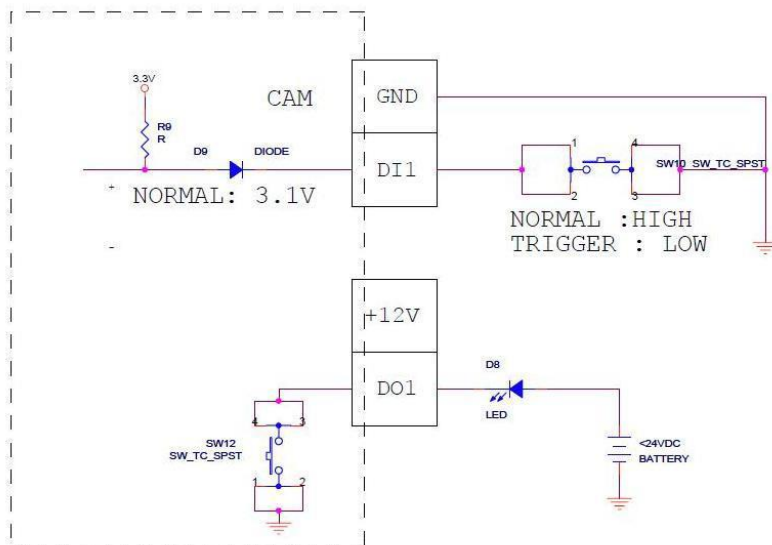 3.3V
R9
R
CAM
D9
DIODE
+
NORMAL: 3.1V
-
GND
DI1
1
2
4
3
SW10 SW_TC_SPST
NORMAL :HIGH
TRIGGER : LOW
+12V
DO1
D8
LED
<24VDC
BATTERY
4
3
SW12
SW_TC_SPST
1
2